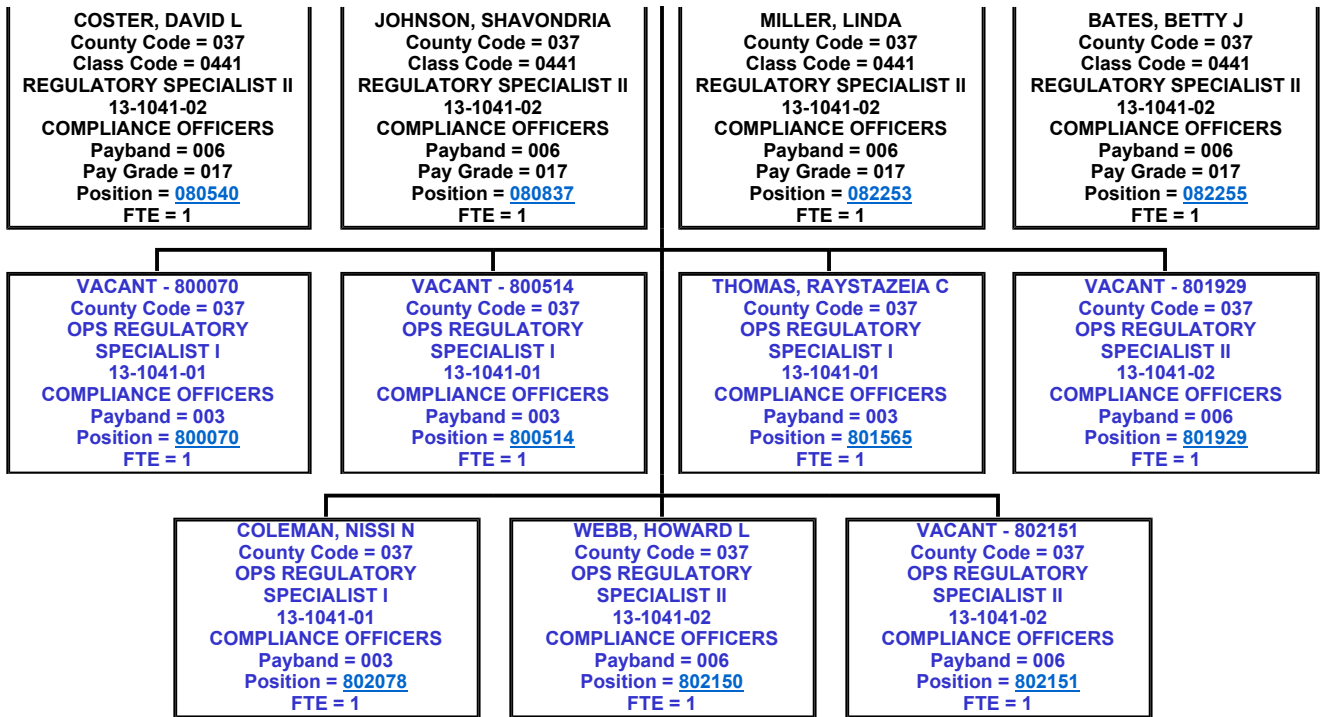 COSTER, DAVID L
County Code = 037
Class Code = 0441
REGULATORY SPECIALIST II
13-1041-02
COMPLIANCE OFFICERS
Payband = 006
Pay Grade = 017
Position = 080540
FTE = 1
JOHNSON, SHAVONDRIA
County Code = 037
Class Code = 0441
REGULATORY SPECIALIST II
13-1041-02
COMPLIANCE OFFICERS
Payband = 006
Pay Grade = 017
Position = 080837
FTE = 1
MILLER, LINDA
County Code = 037
Class Code = 0441
REGULATORY SPECIALIST II
13-1041-02
COMPLIANCE OFFICERS
Payband = 006
Pay Grade = 017
Position = 082253
FTE = 1
BATES, BETTY J
County Code = 037
Class Code = 0441
REGULATORY SPECIALIST II
13-1041-02
COMPLIANCE OFFICERS
Payband = 006
Pay Grade = 017
Position = 082255
FTE = 1
VACANT - 800070
County Code = 037
OPS REGULATORY
SPECIALIST I
13-1041-01
COMPLIANCE OFFICERS
Payband = 003
Position = 800070
FTE = 1
VACANT - 800514
County Code = 037
OPS REGULATORY
SPECIALIST I
13-1041-01
COMPLIANCE OFFICERS
Payband = 003
Position = 800514
FTE = 1
THOMAS, RAYSTAZEIA C
County Code = 037
OPS REGULATORY
SPECIALIST I
13-1041-01
COMPLIANCE OFFICERS
Payband = 003
Position = 801565
FTE = 1
VACANT - 801929
County Code = 037
OPS REGULATORY
SPECIALIST II
13-1041-02
COMPLIANCE OFFICERS
Payband = 006
Position = 801929
FTE = 1
COLEMAN, NISSI N
County Code = 037
OPS REGULATORY
SPECIALIST I
13-1041-01
COMPLIANCE OFFICERS
Payband = 003
Position = 802078
FTE = 1
WEBB, HOWARD L
County Code = 037
OPS REGULATORY
SPECIALIST II
13-1041-02
COMPLIANCE OFFICERS
Payband = 006
Position = 802150
FTE = 1
VACANT - 802151
County Code = 037
OPS REGULATORY
SPECIALIST II
13-1041-02
COMPLIANCE OFFICERS
Payband = 006
Position = 802151
FTE = 1